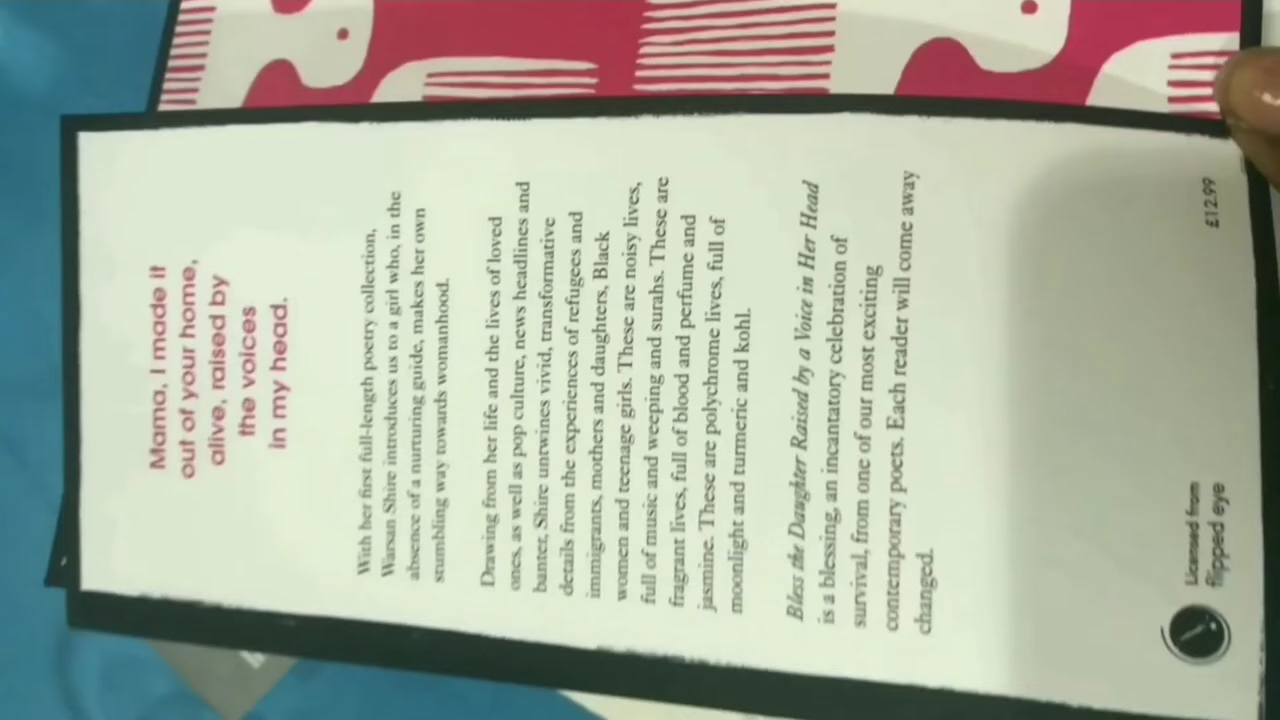 Mama, I made it
out of your home,
alive, raised by
the voices
in my head.
With her first full-length poetry collection,
Warsan Shire introduces us to a girl who, in the
absence of a nurturing guide, makes her own
stumbling way towards womanhood.
Drawing from her life and the lives of loved
ones, as well as pop culture, news headlines and
banter, Shire untwines vivid, transformative
details from the experiences of refugees and
immigrants, mothers and daughters, Black
women and teenage girls. These are noisy lives,
full of music and weeping and surahs. These are
fragrant lives, full of blood and perfume and
jasmine. These are polychrome lives, full of
moonlight and turmeric and kohl.
Bless the Daughter Raised by a Voice in Her Head
is a blessing, an incantatory celebration of
survival, from one of our most exciting
contemporary poets. Each reader will come away
changed.
Licensed from
flipped eye
£12.99